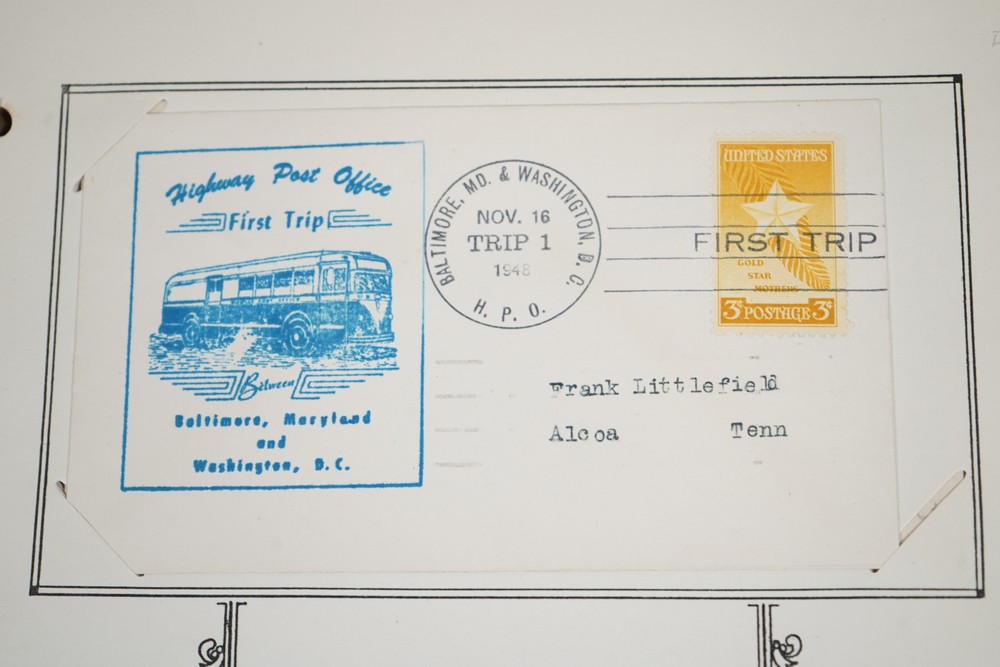 Highway Post Office
First Trip
Between
Baltimore, Maryland
and
Washington, D.C.
BALTIMORE, MD. & WASHINGTON, D.C.
NOV. 16
TRIP 1
1948
H. P. O.
UNITED STATES
FIRST TRIP
GOLD
STAR
MOTHERS
3¢ POSTAGE 3¢
Frank Littlefield
Alcoa Tenn